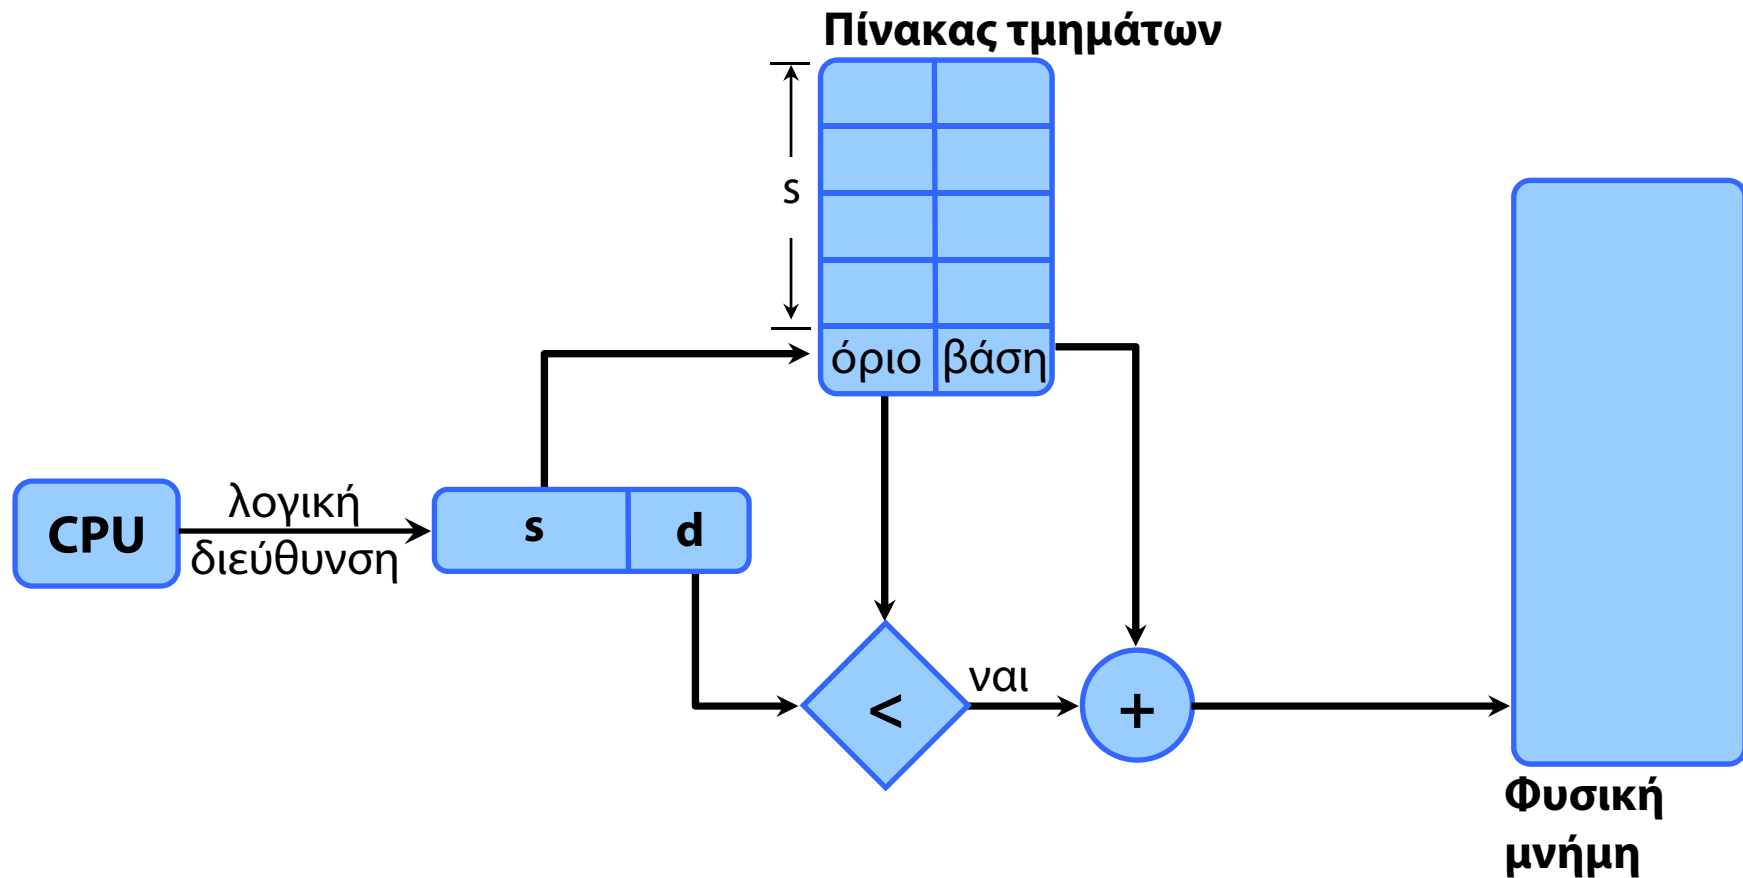 Πίνακας τμημάτων
s
όριο βάση
λογική
διεύθυνση
CPU
s d
ναι
<
+
Φυσική
μνήμη